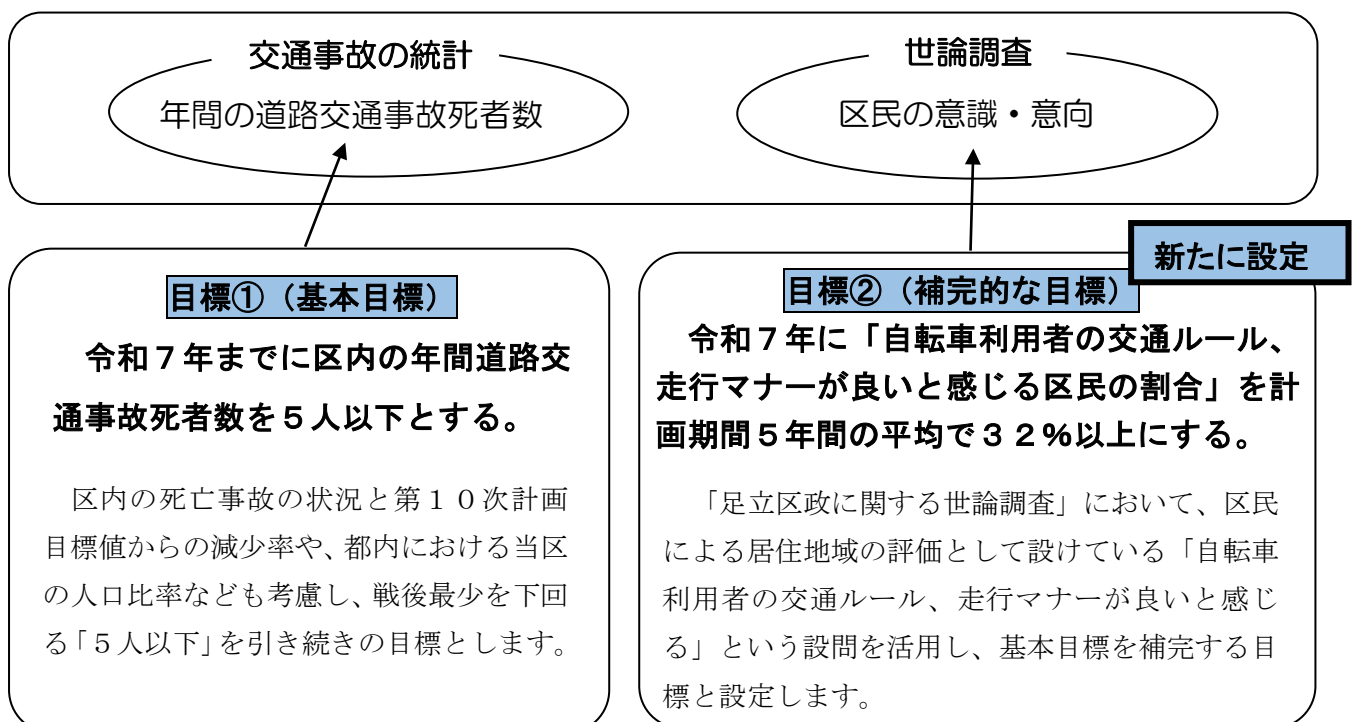 交通事故の統計
年間の道路交通事故死者数
世論調査
区民の意識・意向
目標①（基本目標）
令和７年までに区内の年間道路交
通事故死者数を５人以下とする。
区内の死亡事故の状況と第１０次計画
目標値からの減少率や、都内における当区
の人口比率なども考慮し、戦後最少を下回
る「５人以下」を引き続きの目標とします。
新たに設定
目標②（補完的な目標）
令和７年に「自転車利用者の交通ルール、
走行マナーが良いと感じる区民の割合」を計
画期間５年間の平均で３２％以上にする。
「足立区政に関する世論調査」において、区民
による居住地域の評価として設けている「自転車
利用者の交通ルール、走行マナーが良いと感じ
る」という設問を活用し、基本目標を補完する目
標と設定します。